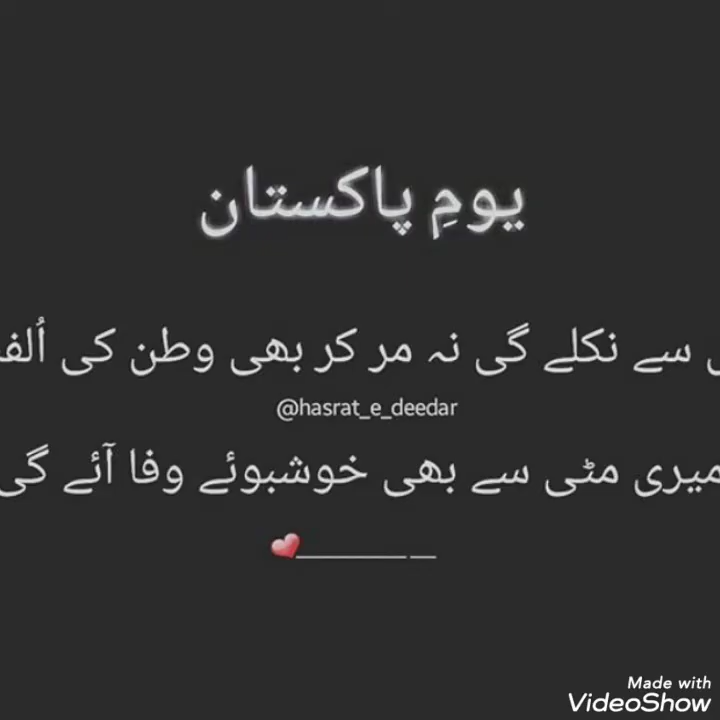 یومِ پاکستان
سے نکلے گی نہ مر کر بھی وطن کی
@hasrat_e_deedar
میری مٹی سے بھی خوشبوئے وفا آئے گی
Made with
VideoShow